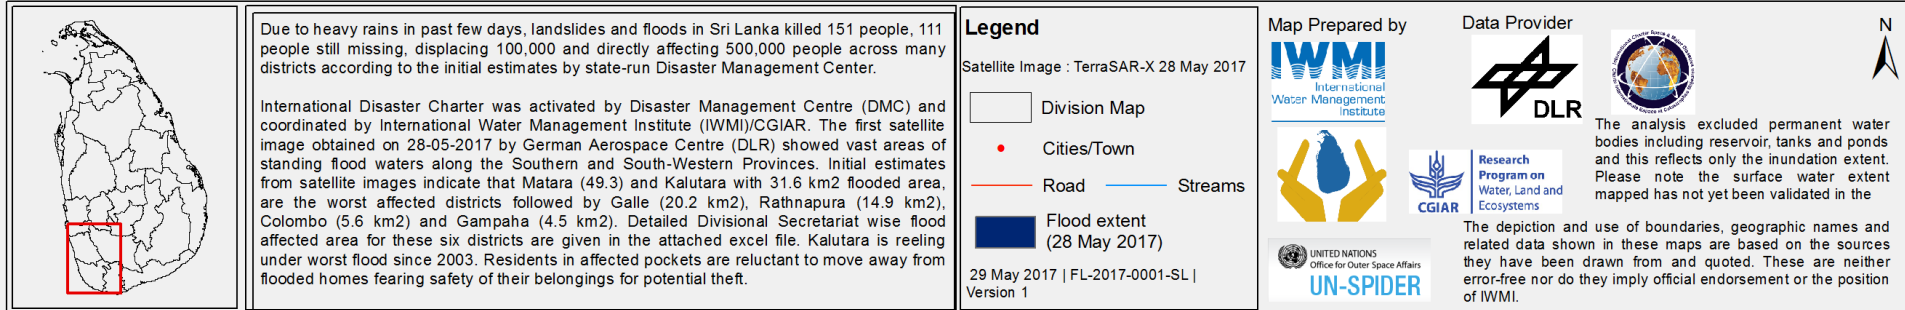 Due to heavy rains in past few days, landslides and floods in Sri Lanka killed 151 people, 111
people still missing, displacing 100,000 and directly affecting 500,000 people across many
districts according to the initial estimates by state-run Disaster Management Center.
International Disaster Charter was activated by Disaster Management Centre (DMC) and
coordinated by International Water Management Institute (IWMI)/CGIAR. The first satellite
image obtained on 28-05-2017 by German Aerospace Centre (DLR) showed vast areas of
standing flood waters along the Southern and South-Western Provinces. Initial estimates
from satellite images indicate that Matara (49.3) and Kalutara with 31.6 km2 flooded area,
are the worst affected districts followed by Galle (20.2 km2), Rathnapura (14.9 km2),
Colombo (5.6 km2) and Gampaha (4.5 km2). Detailed Divisional Secretariat wise flood
affected area for these six districts are given in the attached excel file. Kalutara is reeling
under worst flood since 2003. Residents in affected pockets are reluctant to move away from
flooded homes fearing safety of their belongings for potential theft.
Legend
Satellite Image : TerraSAR-X 28 May 2017
Division Map
Cities/Town
Road
Streams
Flood extent
(28 May 2017)
29 May 2017 | FL-2017-0001-SL |
Version 1
Map Prepared by
IWMI
International
Water Management
Institute
UNITED NATIONS
Office for Outer Space Affairs
UN-SPIDER
Data Provider
DLR
CGIAR
Research
Program on
Water, Land and
Ecosystems
N
The analysis excluded permanent water
bodies including reservoir, tanks and ponds
and this reflects only the inundation extent.
Please note the surface water extent
mapped has not yet been validated in the
The depiction and use of boundaries, geographic names and
related data shown in these maps are based on the sources
they have been drawn from and quoted. These are neither
error-free nor do they imply official endorsement or the position
of IWMI.